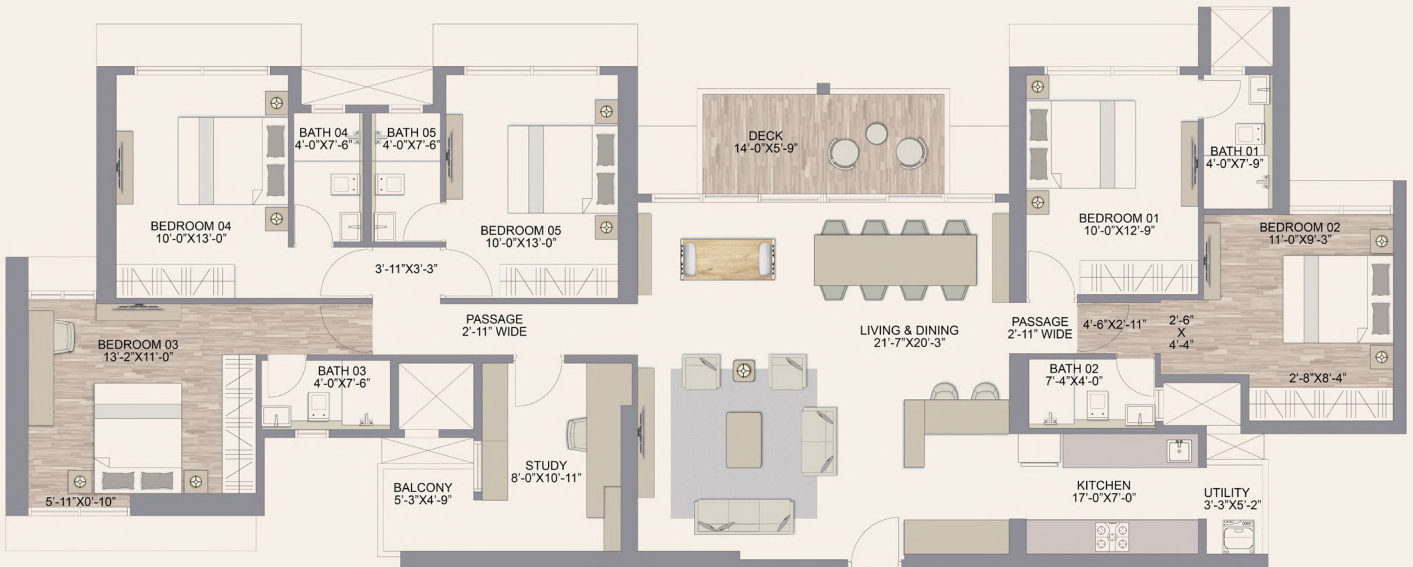 BATH 04
4'-0"X7'-6"
BATH 05
4'-0"X7'-6"
DECK
14'-0"X5'-9"
BATH 01
4'-0"X7'-9"
BEDROOM 04
10'-0"X13'-0"
BEDROOM 05
10'-0"X13'-0"
BEDROOM 01
10'-0"X12'-9"
BEDROOM 02
11'-0"X9'-3"
3'-11"X3'-3"
PASSAGE
2'-11" WIDE
LIVING & DINING
21'-7"X20'-3"
PASSAGE
2'-11" WIDE
4'-6"X2'-11"
2'-6"
X
4'-4"
BEDROOM 03
13'-2"X11'-0"
BATH 03
4'-0"X7'-6"
BATH 02
7'-4"X4'-0"
2'-8"X8'-4"
STUDY
8'-0"X10'-11"
BALCONY
5'-3"X4'-9"
KITCHEN
17'-0"X7'-0"
UTILITY
3'-3"X5'-2"
5'-11"X0'-10"